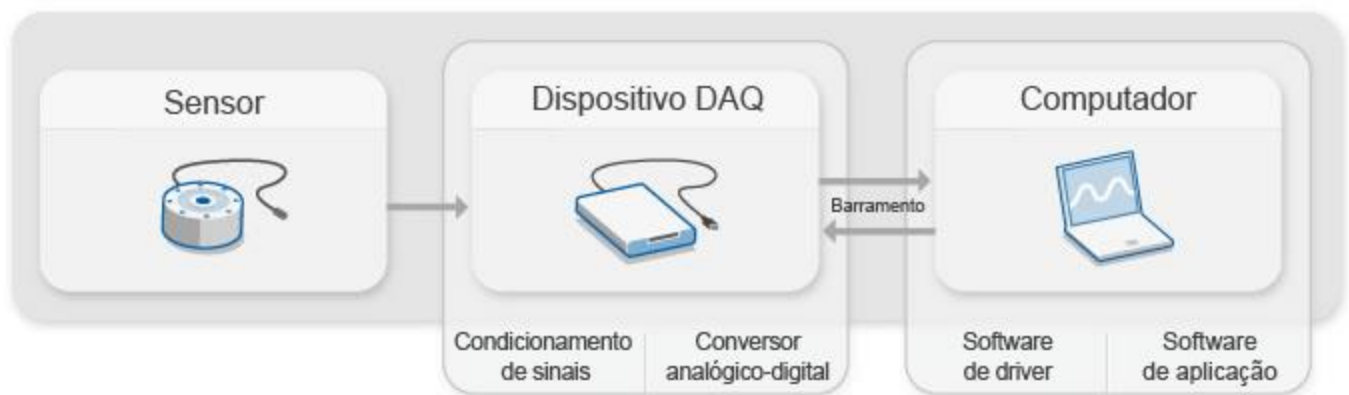 Sensor
Dispositivo DAQ
Computador
Barramento
Condicionamento
de sinais
Conversor
analógico-digital
Software
de driver
Software
de aplicação